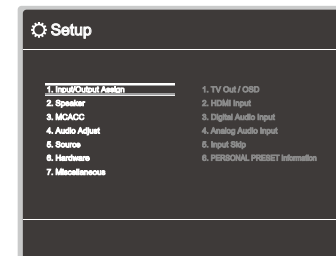 Setup
1. Input/Output Assign
2. Speaker
3. MCACC
4. Audio Adjust
5. Source
6. Hardware
7. Miscellaneous
1. TV Out / OSD
2. HDMI Input
3. Digital Audio Input
4. Analog Audio Input
5. Input Skip
6. PERSONAL PRESET Information